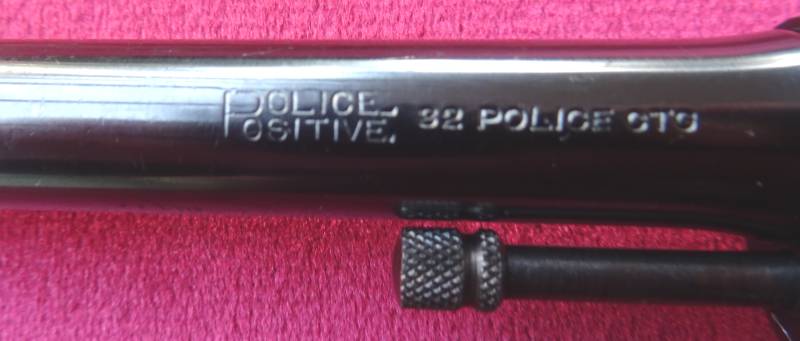 POLICE
POSITIVE. 32 POLICE CTG